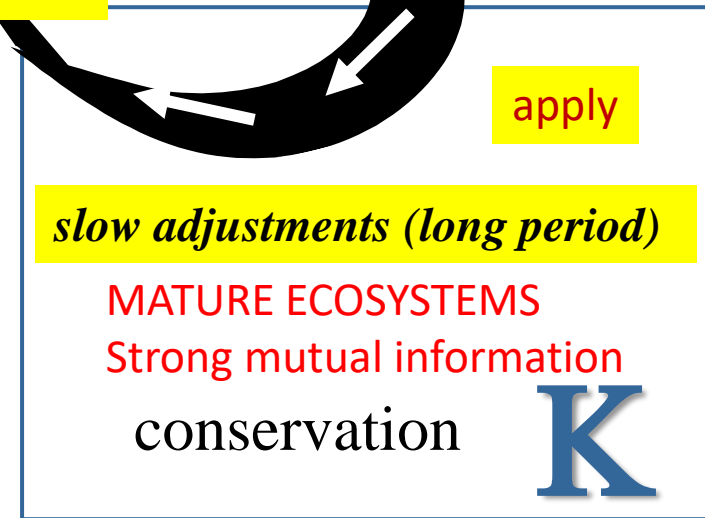 apply
slow adjustments (long period)
MATURE ECOSYSTEMS
Strong mutual information
conservation K